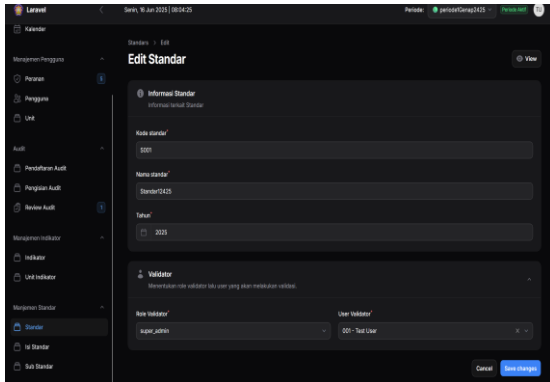 Laravel
Senin, 16 Jun 2025 | 08:04:25
Periode:
periode1Genap2425
Periode Aktif
TU
Kalender
Manajemen Pengguna
Peranan
Pengguna
Unit
Audit
Pendaftaran Audit
Pengisian Audit
Review Audit
1
Manajemen Indikator
Indikator
Unit Indikator
Manjemen Standar
Standar
Isi Standar
Sub Standar
Standars > Edit
Edit Standar
View
Informasi Standar
Informasi terkait Standar
Kode standar*
S001
Nama standar*
Standar12425
Tahun*
2025
Validator
Menentukan role validator lalu user yang akan melakukan validasi.
Role Validator*
super_admin
User Validator*
001 - Test User
Cancel
Save changes